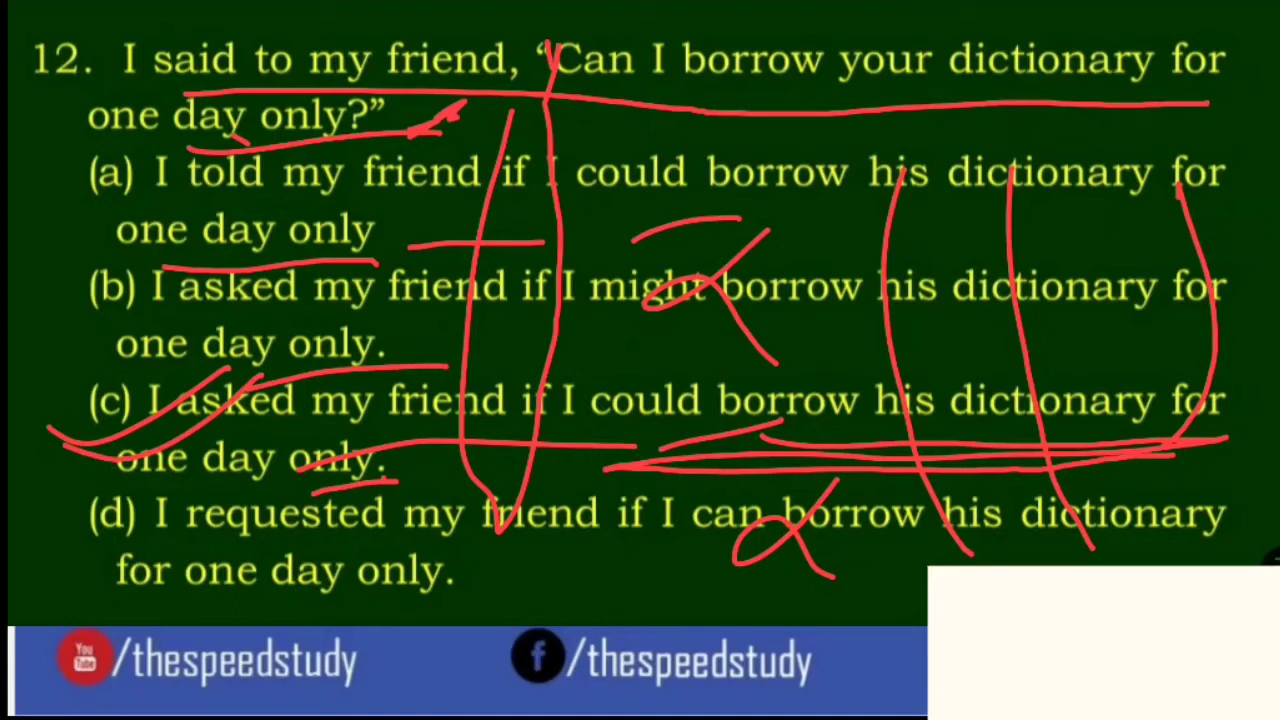 12. I said to my friend, “Can I borrow your dictionary for
one day only?”
(a) I told my friend if I could borrow his dictionary for
one day only
(b) I asked my friend if I might borrow his dictionary for
one day only.
(c) I asked my friend if I could borrow his dictionary for
one day only.
(d) I requested my friend if I can borrow his dictionary
for one day only.
You Tube /thespeedstudy f /thespeedstudy